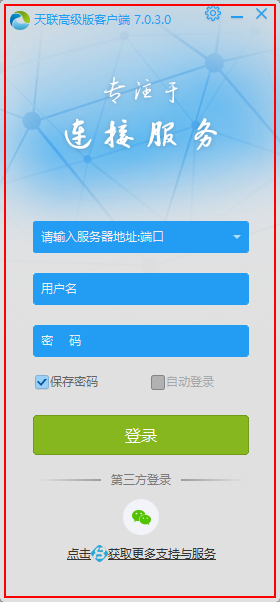 天联高级版客户端 7.0.3.0
专注于
连接服务
请输入服务器地址:端口
用户名
密 码
保存密码 自动登录
登录
第三方登录
点击获取更多支持与服务